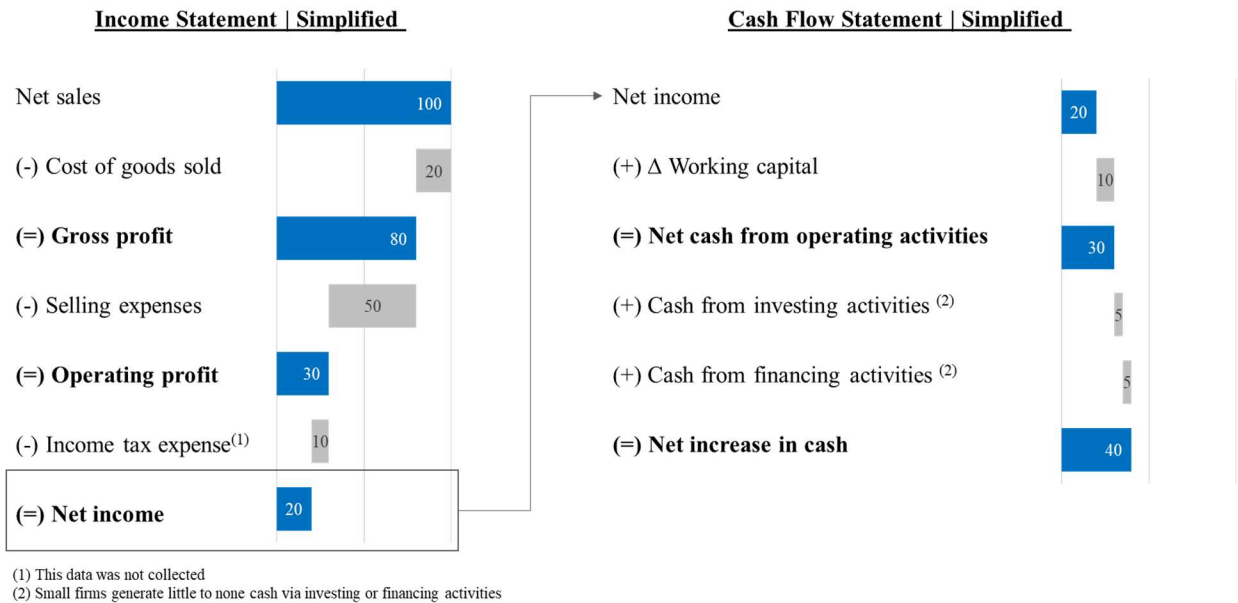 Income Statement | Simplified
Net sales 100
(-) Cost of goods sold 20
(=) Gross profit 80
(-) Selling expenses 50
(=) Operating profit 30
(-) Income tax expense(1) 10
(=) Net income 20
Cash Flow Statement | Simplified
Net income 20
(+) Δ Working capital 10
(=) Net cash from operating activities 30
(+) Cash from investing activities (2) 5
(+) Cash from financing activities (2) 5
(=) Net increase in cash 40
(1) This data was not collected
(2) Small firms generate little to none cash via investing or financing activities